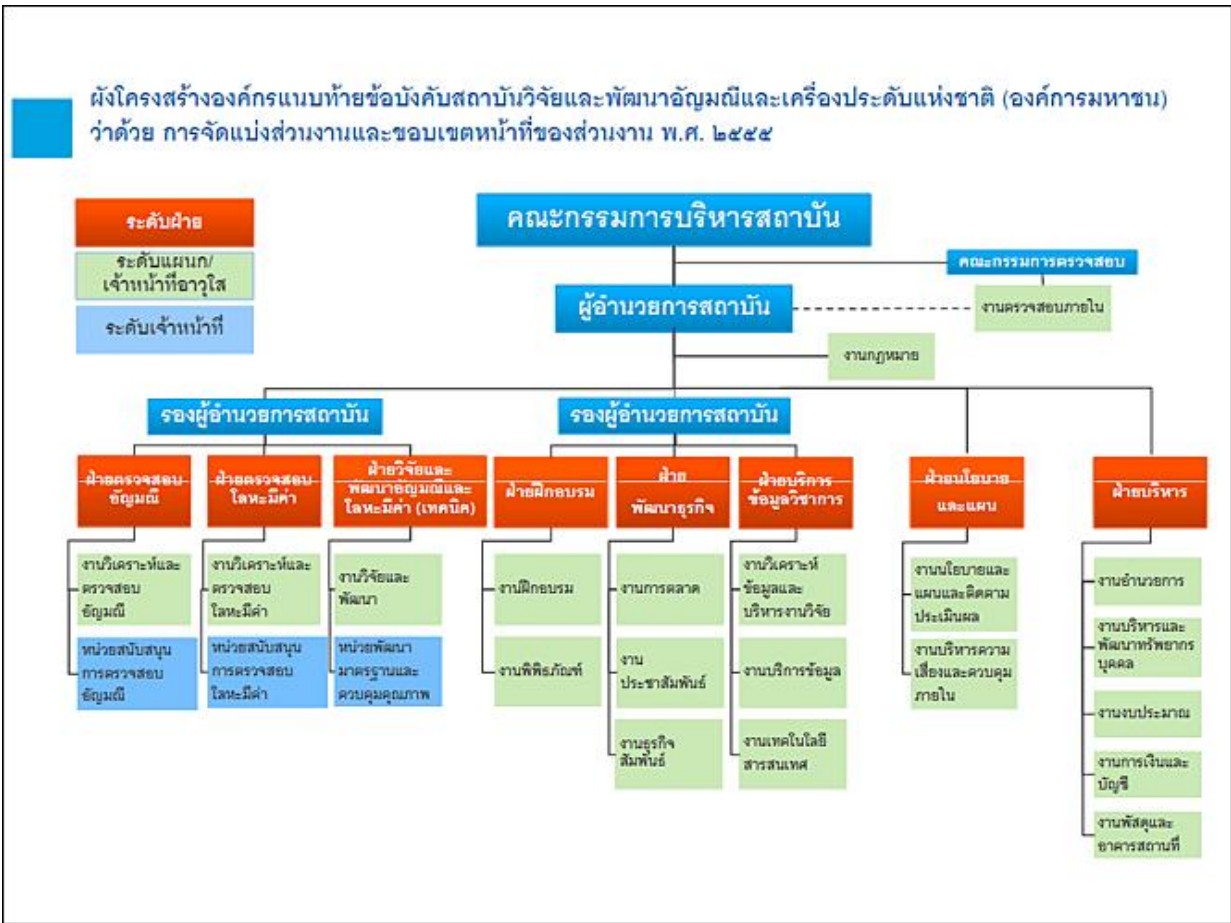 ผังโครงสร้างองค์กรแนบท้ายข้อบังคับสถาบันวิจัยและพัฒนาอัญมณีและเครื่องประดับแห่งชาติ (องค์การมหาชน)
ว่าด้วย การจัดแบ่งส่วนงานและขอบเขตหน้าที่ของส่วนงาน พ.ศ. ๒๕๕๕
ระดับฝ่าย
ระดับแผนก/
เจ้าหน้าที่อาวุโส
ระดับเจ้าหน้าที่
คณะกรรมการบริหารสถาบัน
คณะกรรมการตรวจสอบ
ผู้อำนวยการสถาบัน
งานตรวจสอบภายใน
งานกฎหมาย
รองผู้อำนวยการสถาบัน
รองผู้อำนวยการสถาบัน
ฝ่ายตรวจสอบ
อัญมณี
งานวิเคราะห์และ
ตรวจสอบ
อัญมณี
หน่วยสนับสนุน
การตรวจสอบ
อัญมณี
ฝ่ายตรวจสอบ
โลหะมีค่า
งานวิเคราะห์และ
ตรวจสอบ
โลหะมีค่า
หน่วยสนับสนุน
การตรวจสอบ
โลหะมีค่า
ฝ่ายวิจัยและ
พัฒนาอัญมณีและ
โลหะมีค่า (เทคนิค)
งานวิจัยและ
พัฒนา
หน่วยพัฒนา
มาตรฐานและ
ควบคุมคุณภาพ
ฝ่ายฝึกอบรม
งานฝึกอบรม
งานพิพิธภัณฑ์
ฝ่าย
พัฒนาธุรกิจ
งานการตลาด
งาน
ประชาสัมพันธ์
งานธุรกิจ
สัมพันธ์
ฝ่ายบริการ
ข้อมูลวิชาการ
งานวิเคราะห์
ข้อมูลและ
บริหารงานวิจัย
งานบริการข้อมูล
งานเทคโนโลยี
สารสนเทศ
ฝ่ายนโยบาย
และแผน
งานนโยบายและ
แผนและติดตาม
ประเมินผล
งานบริหารความ
เสี่ยงและควบคุม
ภายใน
ฝ่ายบริหาร
งานอำนวยการ
งานบริหารและ
พัฒนาทรัพยากร
บุคคล
งานงบประมาณ
งานการเงินและ
บัญชี
งานพัสดุและ
อาคารสถานที่